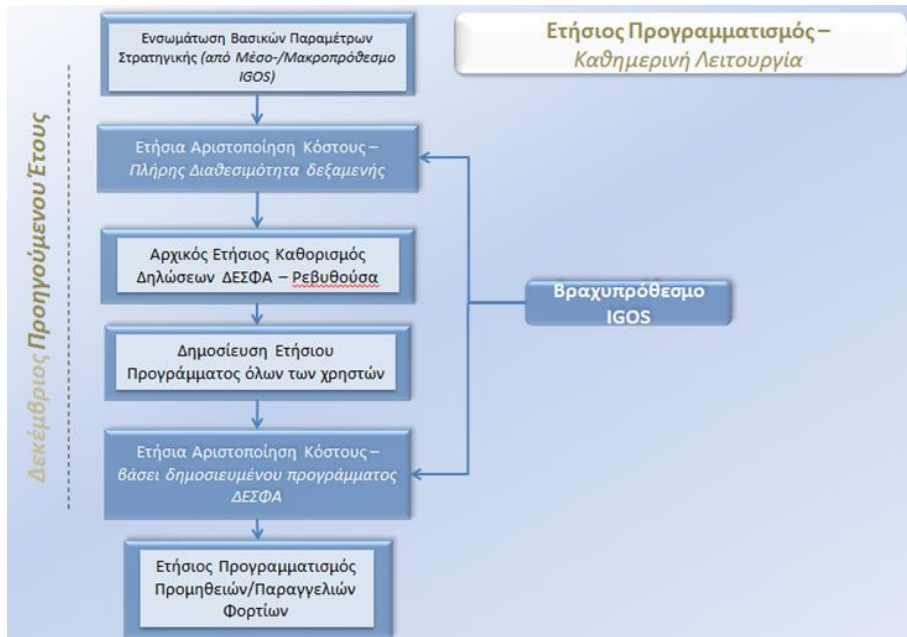 Ετήσιος Προγραμματισμός –
Καθημερινή Λειτουργία
Δεκέμβριος Προηγούμενου Έτους
Ενσωμάτωση Βασικών Παραμέτρων
Στρατηγικής (από Μέσο-/Μακροπρόθεσμο
IGOS)
Ετήσια Αριστοποίηση Κόστους –
Πλήρης Διαθεσιμότητα δεξαμενής
Αρχικός Ετήσιος Καθορισμός
Δηλώσεων ΔΕΣΦΑ – Ρεβυθούσα
Δημοσίευση Ετήσιου
Προγράμματος όλων των χρηστών
Ετήσια Αριστοποίηση Κόστους –
βάσει δημοσιευμένου προγράμματος
ΔΕΣΦΑ
Ετήσιος Προγραμματισμός
Προμηθειών/Παραγγελιών
Φορτίων
Βραχυπρόθεσμο
IGOS